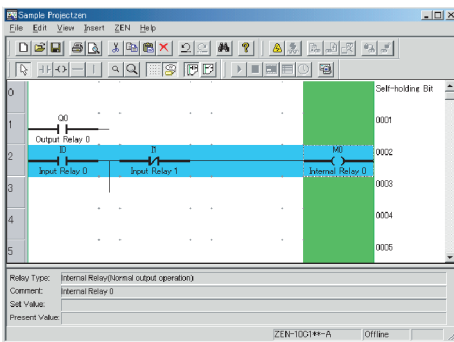 Sample Project.zen
File Edit View Insert ZEN Help
0 Self-holding Bit
1 Q0 0001
Output Relay 0
2 I0 I1 M0 0002
Input Relay 0 Input Relay 1 Internal Relay 0
3 0003
4 0004
5 0005
Relay Type: Internal Relay(Normal output operation)
Comment: Internal Relay 0
Set Value:
Present Value:
ZEN-10C1**-A Offline